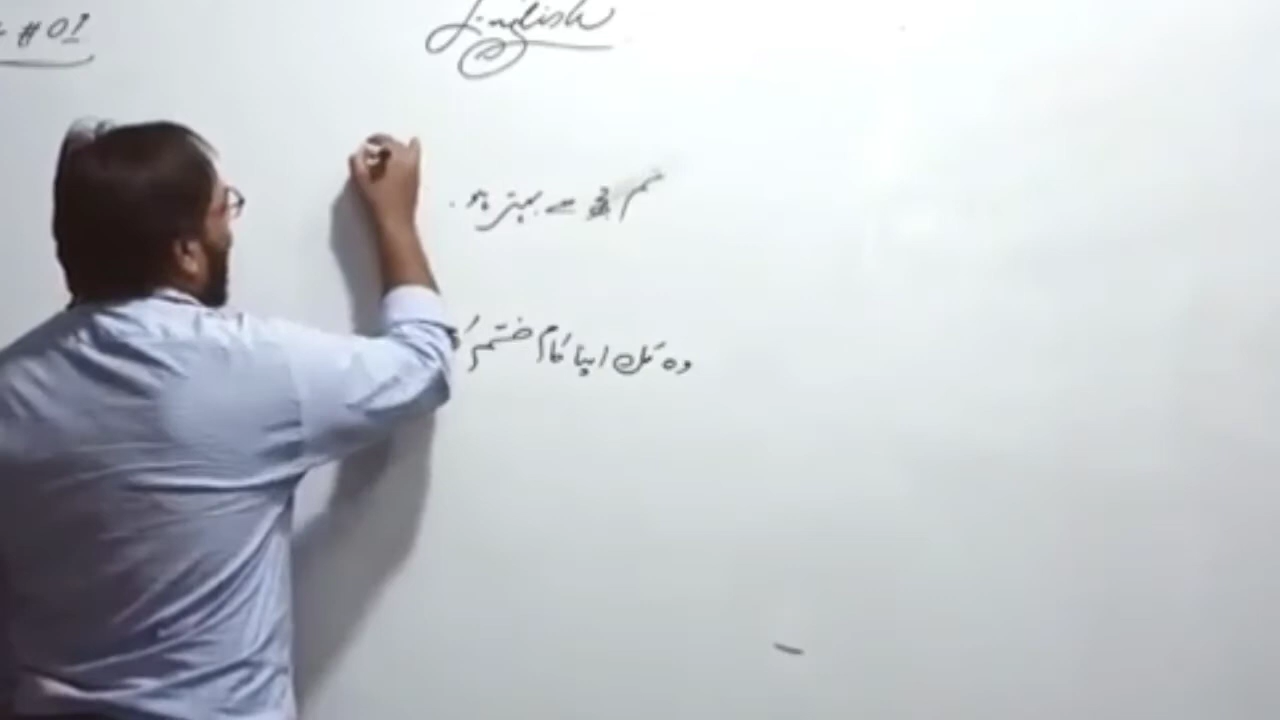 # 01
English
تم مجھ سے بہتر ہو۔
وہ کل اپنا کام ختم